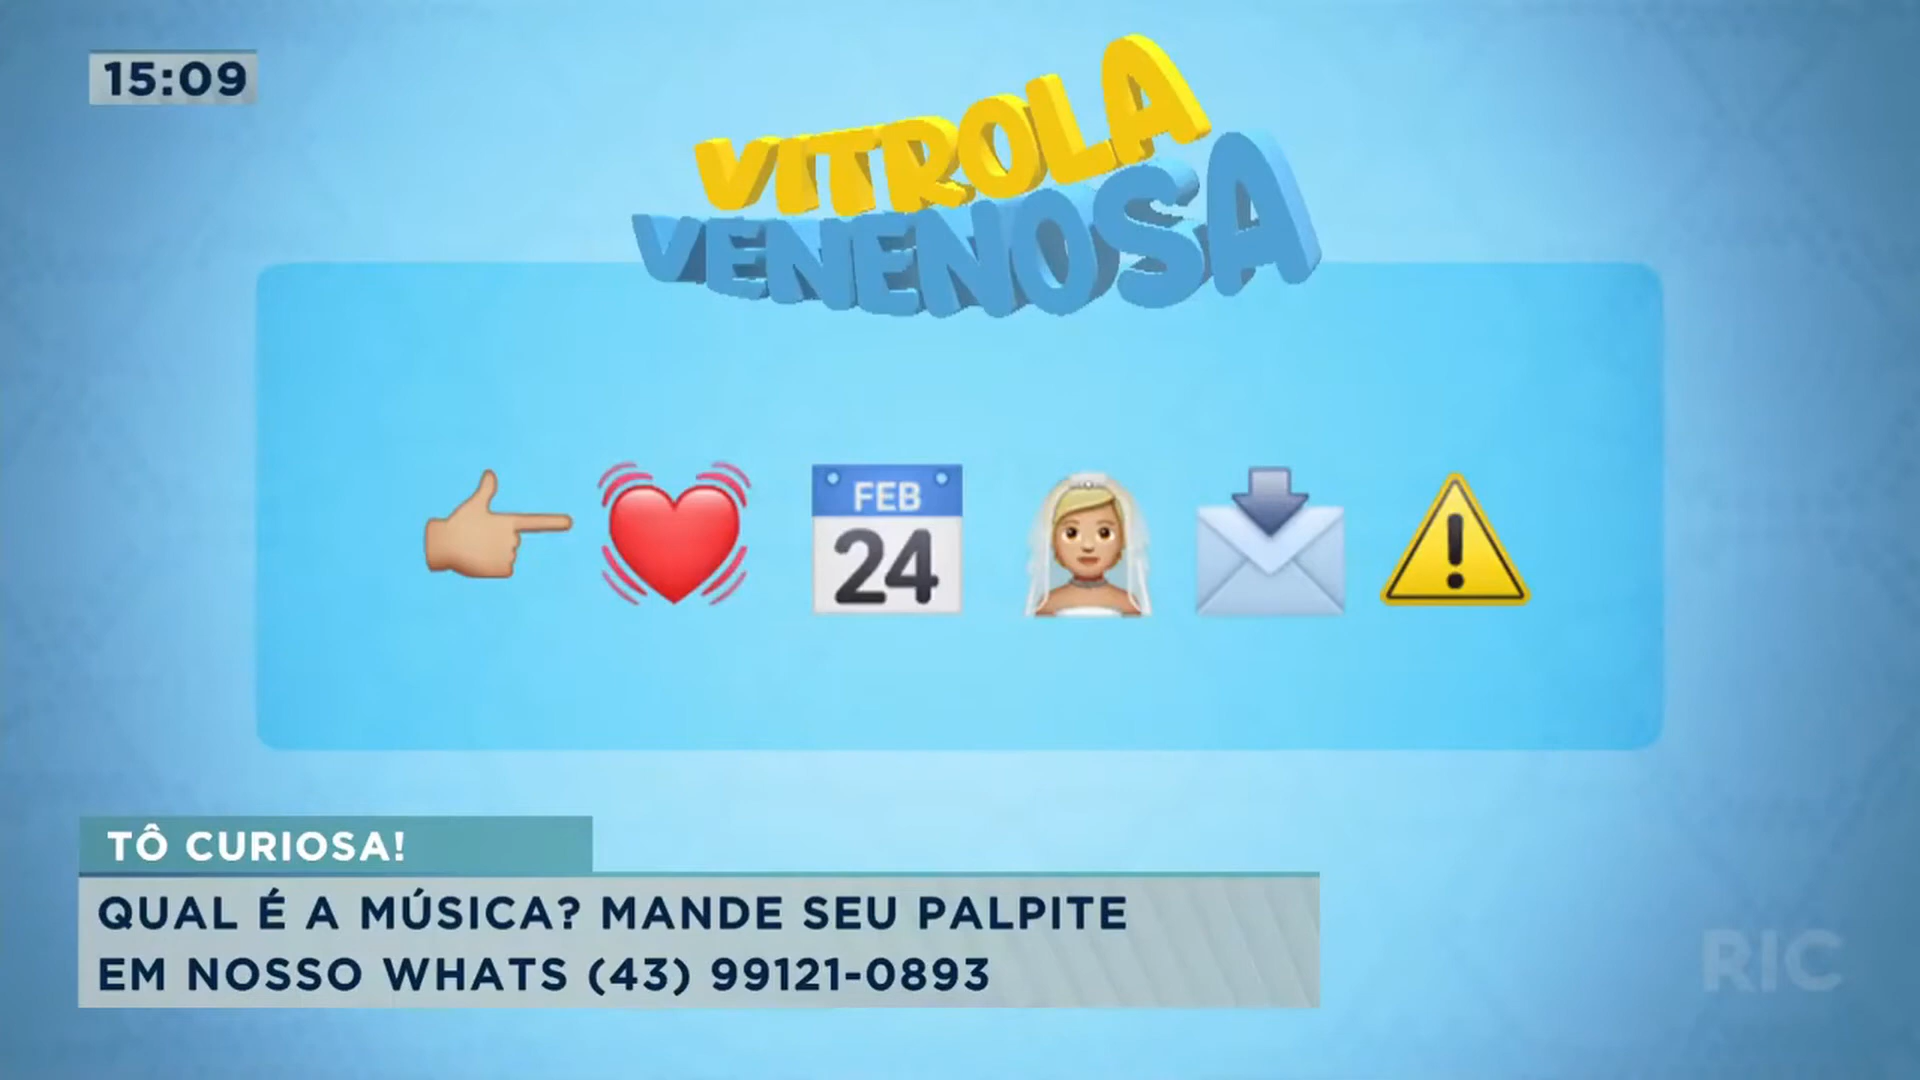 15:09
VITROLA
VENENOSA
FEB
24
TÔ CURIOSA!
QUAL É A MÚSICA? MANDE SEU PALPITE
EM NOSSO WHATS (43) 99121-0893
RIC